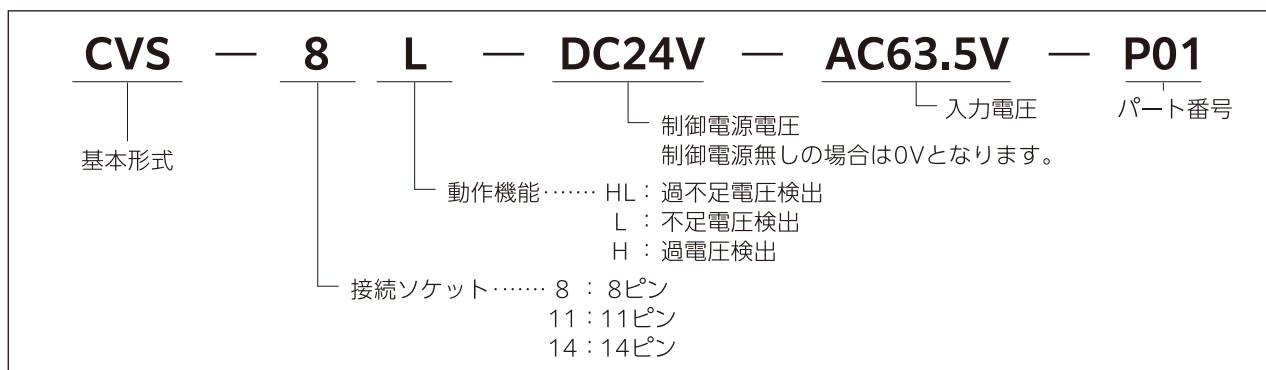 CVS — 8 L — DC24V — AC63.5V — P01
基本形式
入力電圧
パート番号
制御電源電圧
制御電源無しの場合は0Vとなります。
動作機能‥‥‥ HL：過不足電圧検出
L：不足電圧検出
H：過電圧検出
接続ソケット‥‥‥ 8：8ピン
11：11ピン
14：14ピン